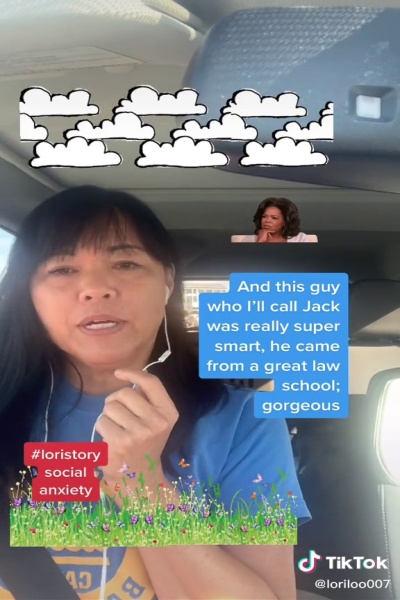 And this guy
who I'll call Jack
was really super
smart, he came
from a great law
school;
gorgeous
#loristory
social
anxiety
TikTok
@loriloo007